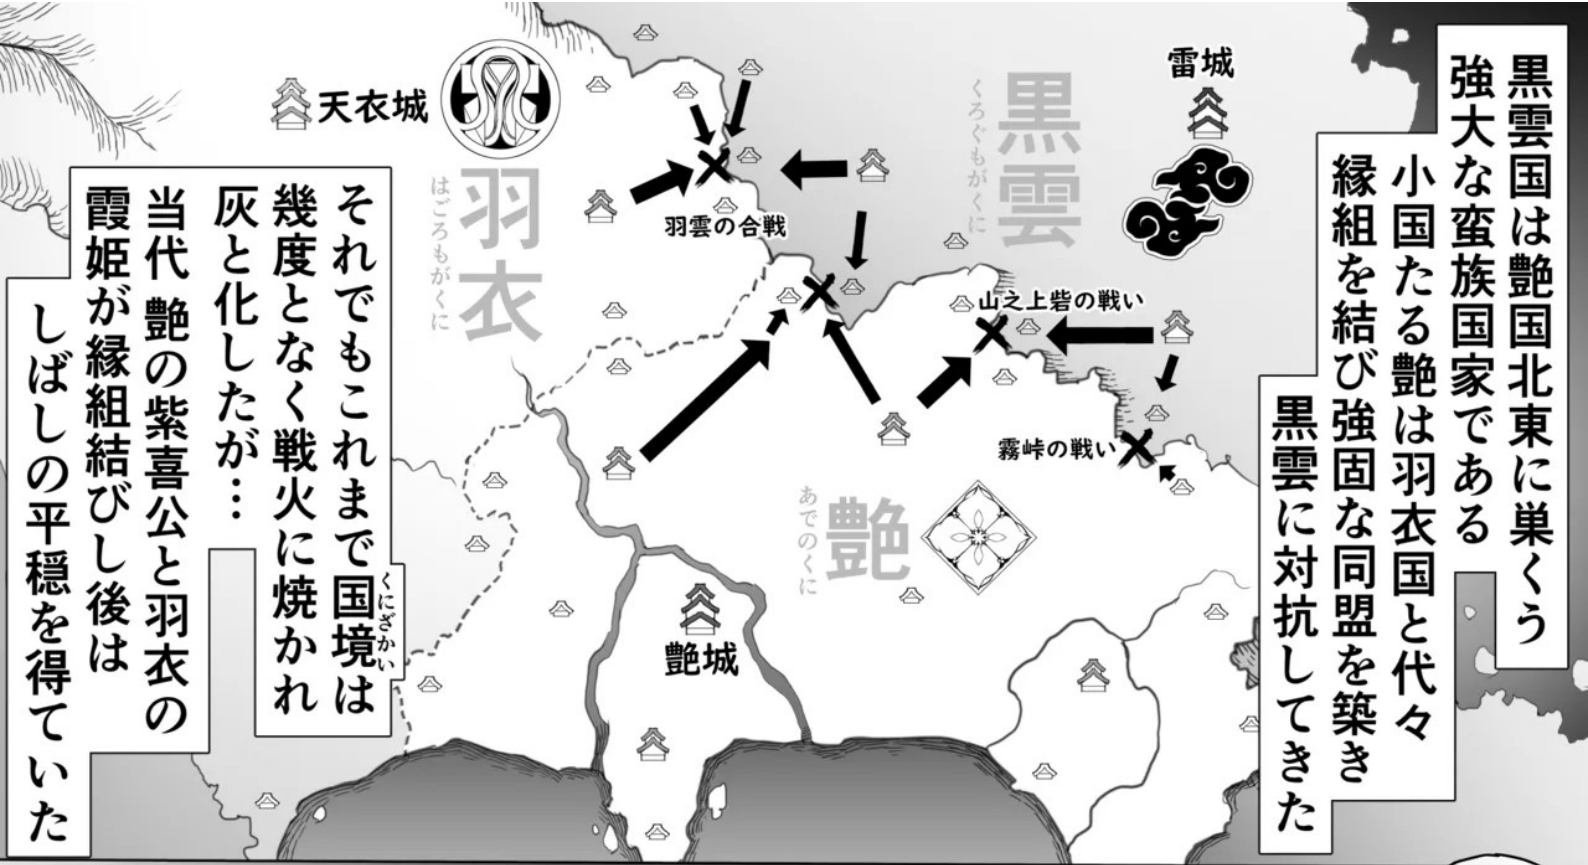 黒雲国は艶国北東に巣くう
強大な蛮族国家である
小国たる艶は羽衣国と代々
縁組を結び強固な同盟を築き
黒雲に対抗してきた
雷城
黒雲
くろぐもがくに
山之上砦の戦い
霧峠の戦い
艶
あでのくに
羽雲の合戦
艶城
天衣城
羽衣
はごろもがくに
それでもこれまで国境は
くにざかい
幾度となく戦火に焼かれ
灰と化したが…
当代 艶の紫喜公と羽衣の
霞姫が縁組結びし後は
しばしの平穏を得ていた